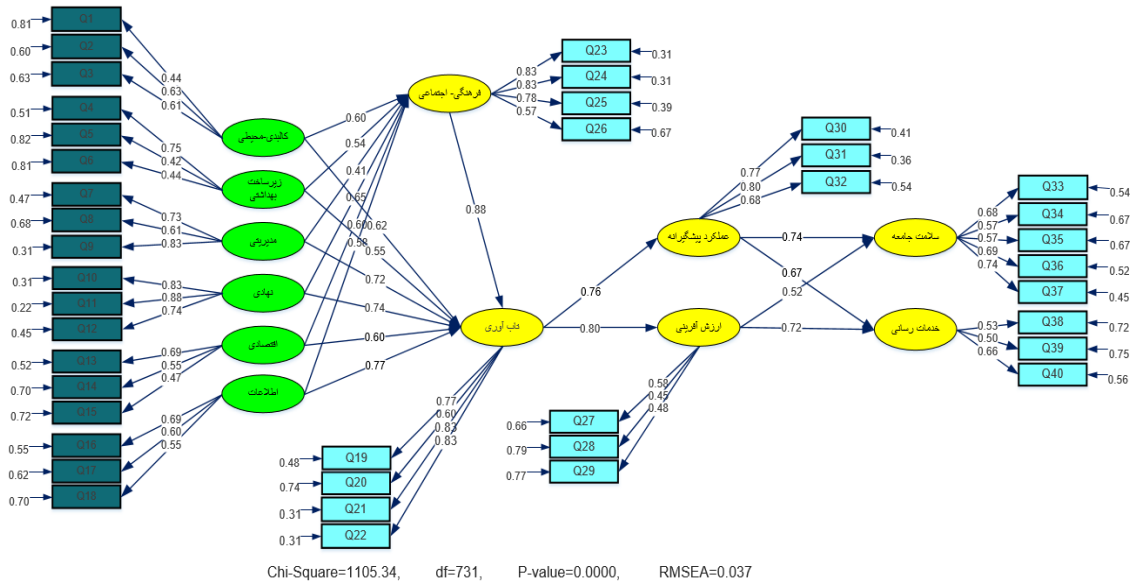 0.81 Q1
0.60 Q2
0.63 Q3
0.51 Q4
0.82 Q5
0.81 Q6
0.47 Q7
0.68 Q8
0.31 Q9
0.31 Q10
0.22 Q11
0.45 Q12
0.52 Q13
0.70 Q14
0.72 Q15
0.55 Q16
0.62 Q17
0.70 Q18
0.44
0.63
0.61
0.75
0.42
0.44
0.73
0.61
0.83
0.83
0.88
0.74
0.69
0.55
0.47
0.69
0.60
0.55
کالبدی-محیطی
زیرساخت
بهداشتی
مدیریتی
نهادی
اقتصادی
اطلاعات
0.60
0.54
0.41
0.65
0.60
0.58
0.62
0.55
0.72
0.74
0.60
0.77
فرهنگی- اجتماعی
0.83
0.83
0.78
0.57
Q23 0.31
Q24 0.31
Q25 0.39
Q26 0.67
0.88
تاب آوری
0.77
0.60
0.83
0.83
0.48 Q19
0.74 Q20
0.31 Q21
0.31 Q22
0.76
0.80
عملکرد پیشگیرانه
0.77
0.80
0.68
Q30 0.41
Q31 0.36
Q32 0.54
ارزش آفرینی
0.58
0.45
0.48
0.66 Q27
0.79 Q28
0.77 Q29
0.74
0.67
0.52
0.72
سلامت جامعه
0.68
0.57
0.57
0.69
0.74
Q33 0.54
Q34 0.67
Q35 0.67
Q36 0.52
Q37 0.45
خدمات رسانی
0.53
0.50
0.66
Q38 0.72
Q39 0.75
Q40 0.56
Chi-Square=1105.34, df=731, P-value=0.0000, RMSEA=0.037